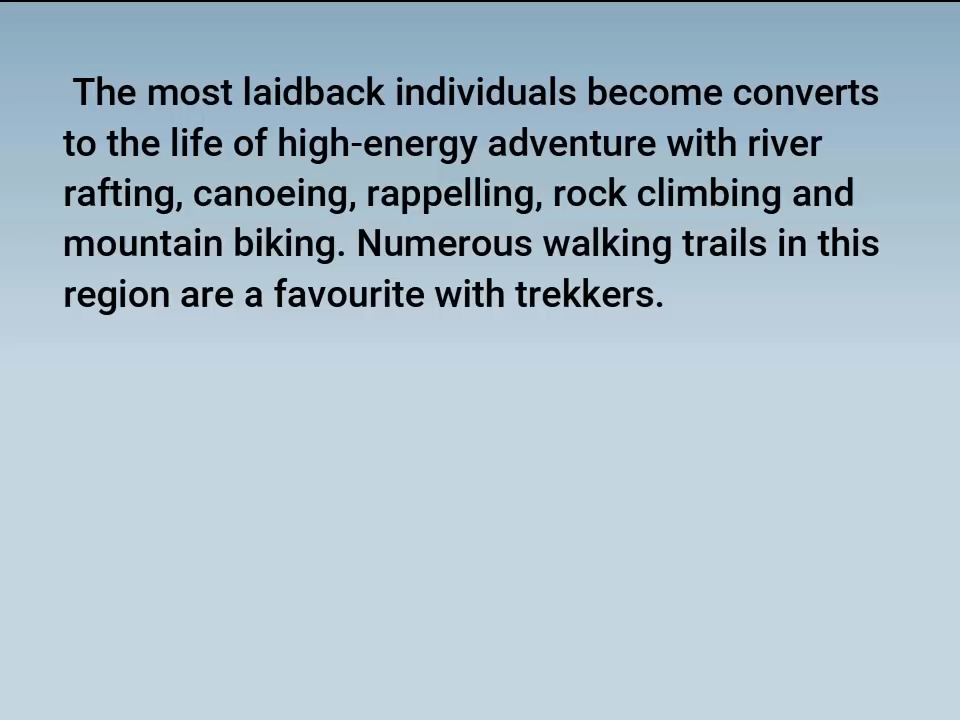 The most laidback individuals become converts
to the life of high-energy adventure with river
rafting, canoeing, rappelling, rock climbing and
mountain biking. Numerous walking trails in this
region are a favourite with trekkers.